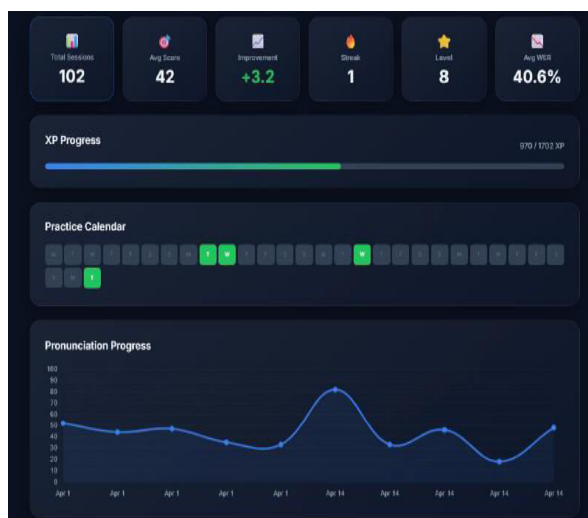 Total Sessions
102
Avg Score
42
Improvement
+3.2
Streak
1
Level
8
Avg WER
40.6%
XP Progress
970 / 1702 XP
Practice Calendar
T W W
T
Pronunciation Progress
100
90
80
70
60
50
40
30
20
10
0
Apr 1 Apr 1 Apr 1 Apr 1 Apr 1 Apr 14 Apr 14 Apr 14 Apr 14 Apr 14